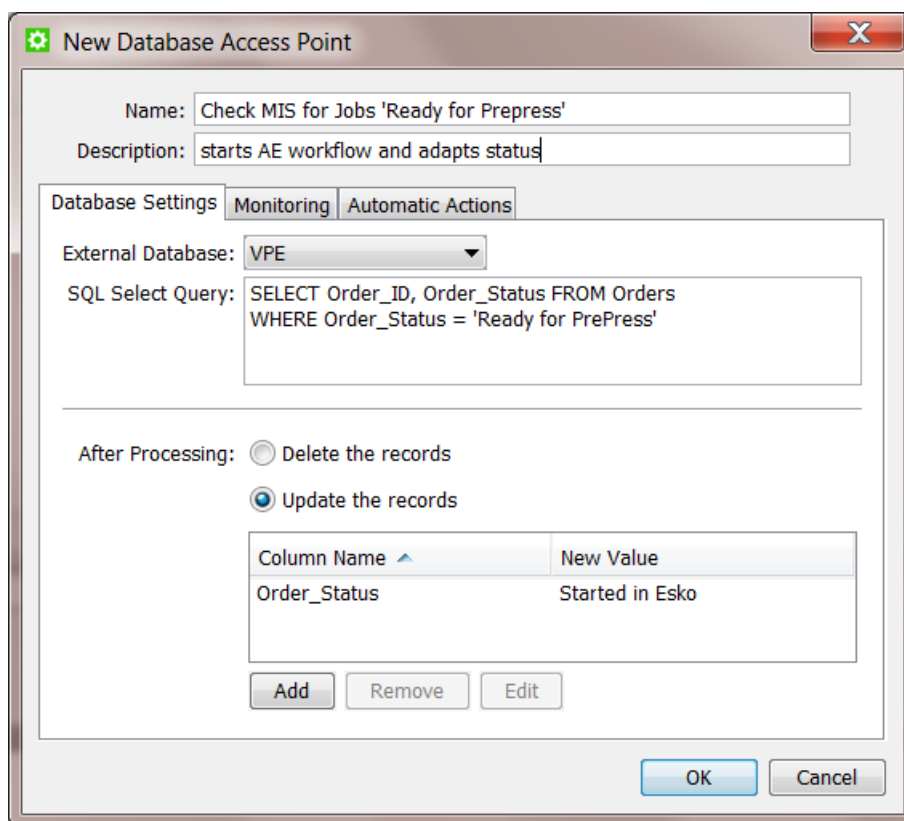 New Database Access Point
Name: Check MIS for Jobs 'Ready for Prepress'
Description: starts AE workflow and adapts status
Database Settings Monitoring Automatic Actions
External Database: VPE
SQL Select Query: SELECT Order_ID, Order_Status FROM Orders
WHERE Order_Status = 'Ready for PrePress'
After Processing: Delete the records
Update the records
Column Name New Value
Order_Status Started in Esko
Add Remove Edit
OK Cancel